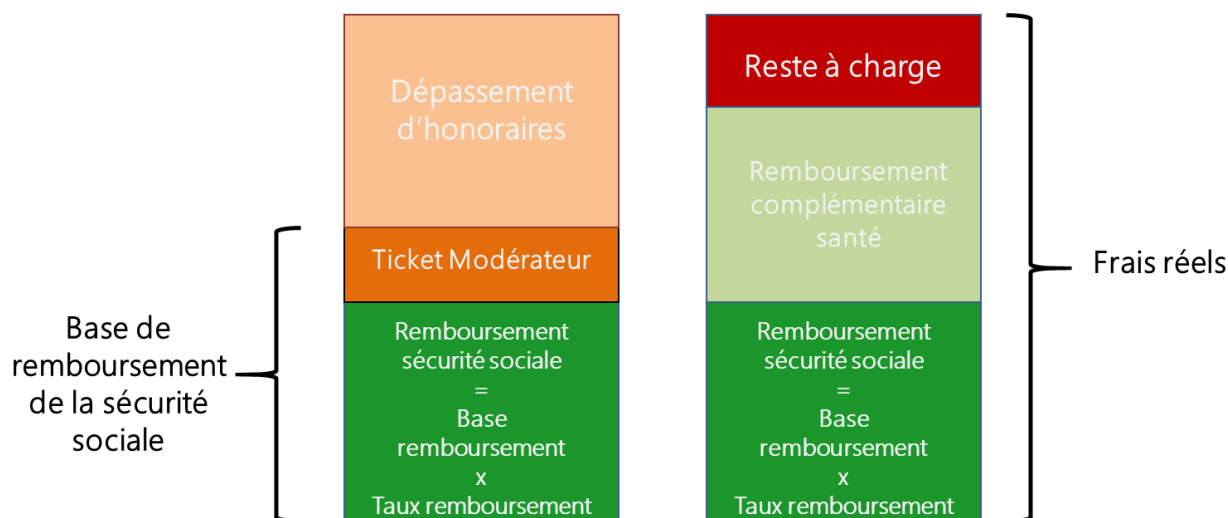 Dépassement
d'honoraires
Ticket Modérateur
Remboursement
sécurité sociale
=
Base
remboursement
x
Taux remboursement
Base de
remboursement
de la sécurité
sociale
Reste à charge
Remboursement
complémentaire
santé
Remboursement
sécurité sociale
=
Base
remboursement
x
Taux remboursement
Frais réels